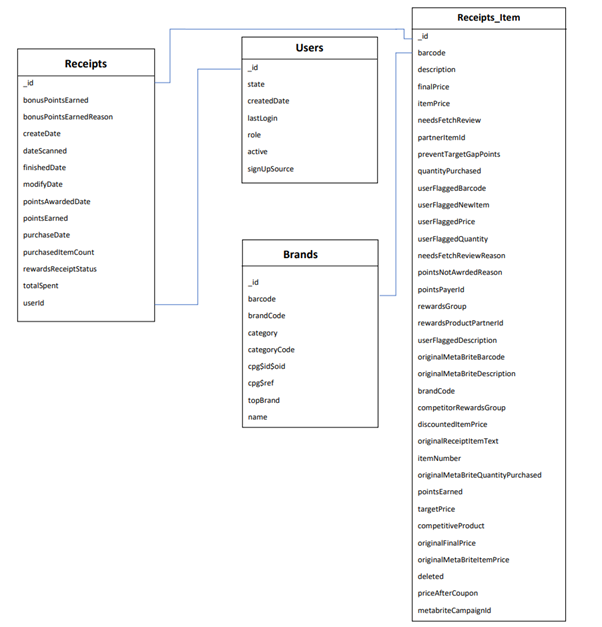 Receipts
_id
bonusPointsEarned
bonusPointsEarnedReason
createDate
dateScanned
finishedDate
modifyDate
pointsAwardedDate
pointsEarned
purchaseDate
purchasedItemCount
rewardsReceiptStatus
totalSpent
userId
Users
_id
state
createdDate
lastLogin
role
active
signUpSource
Brands
_id
barcode
brandCode
category
categoryCode
cpg$id$oid
cpg$ref
topBrand
name
Receipts_Item
_id
barcode
description
finalPrice
itemPrice
needsFetchReview
partnerItemId
preventTargetGapPoints
quantityPurchased
userFlaggedBarcode
userFlaggedNewItem
userFlaggedPrice
userFlaggedQuantity
needsFetchReviewReason
pointsNotAwrdedReason
pointsPayerId
rewardsGroup
rewardsProductPartnerId
userFlaggedDescription
originalMetaBriteBarcode
originalMetaBriteDescription
brandCode
competitorRewardsGroup
discountedItemPrice
originalReceiptItemText
itemNumber
originalMetaBriteQuantityPurchased
pointsEarned
targetPrice
competitiveProduct
originalFinalPrice
originalMetaBriteItemPrice
deleted
priceAfterCoupon
metabriteCampaignId